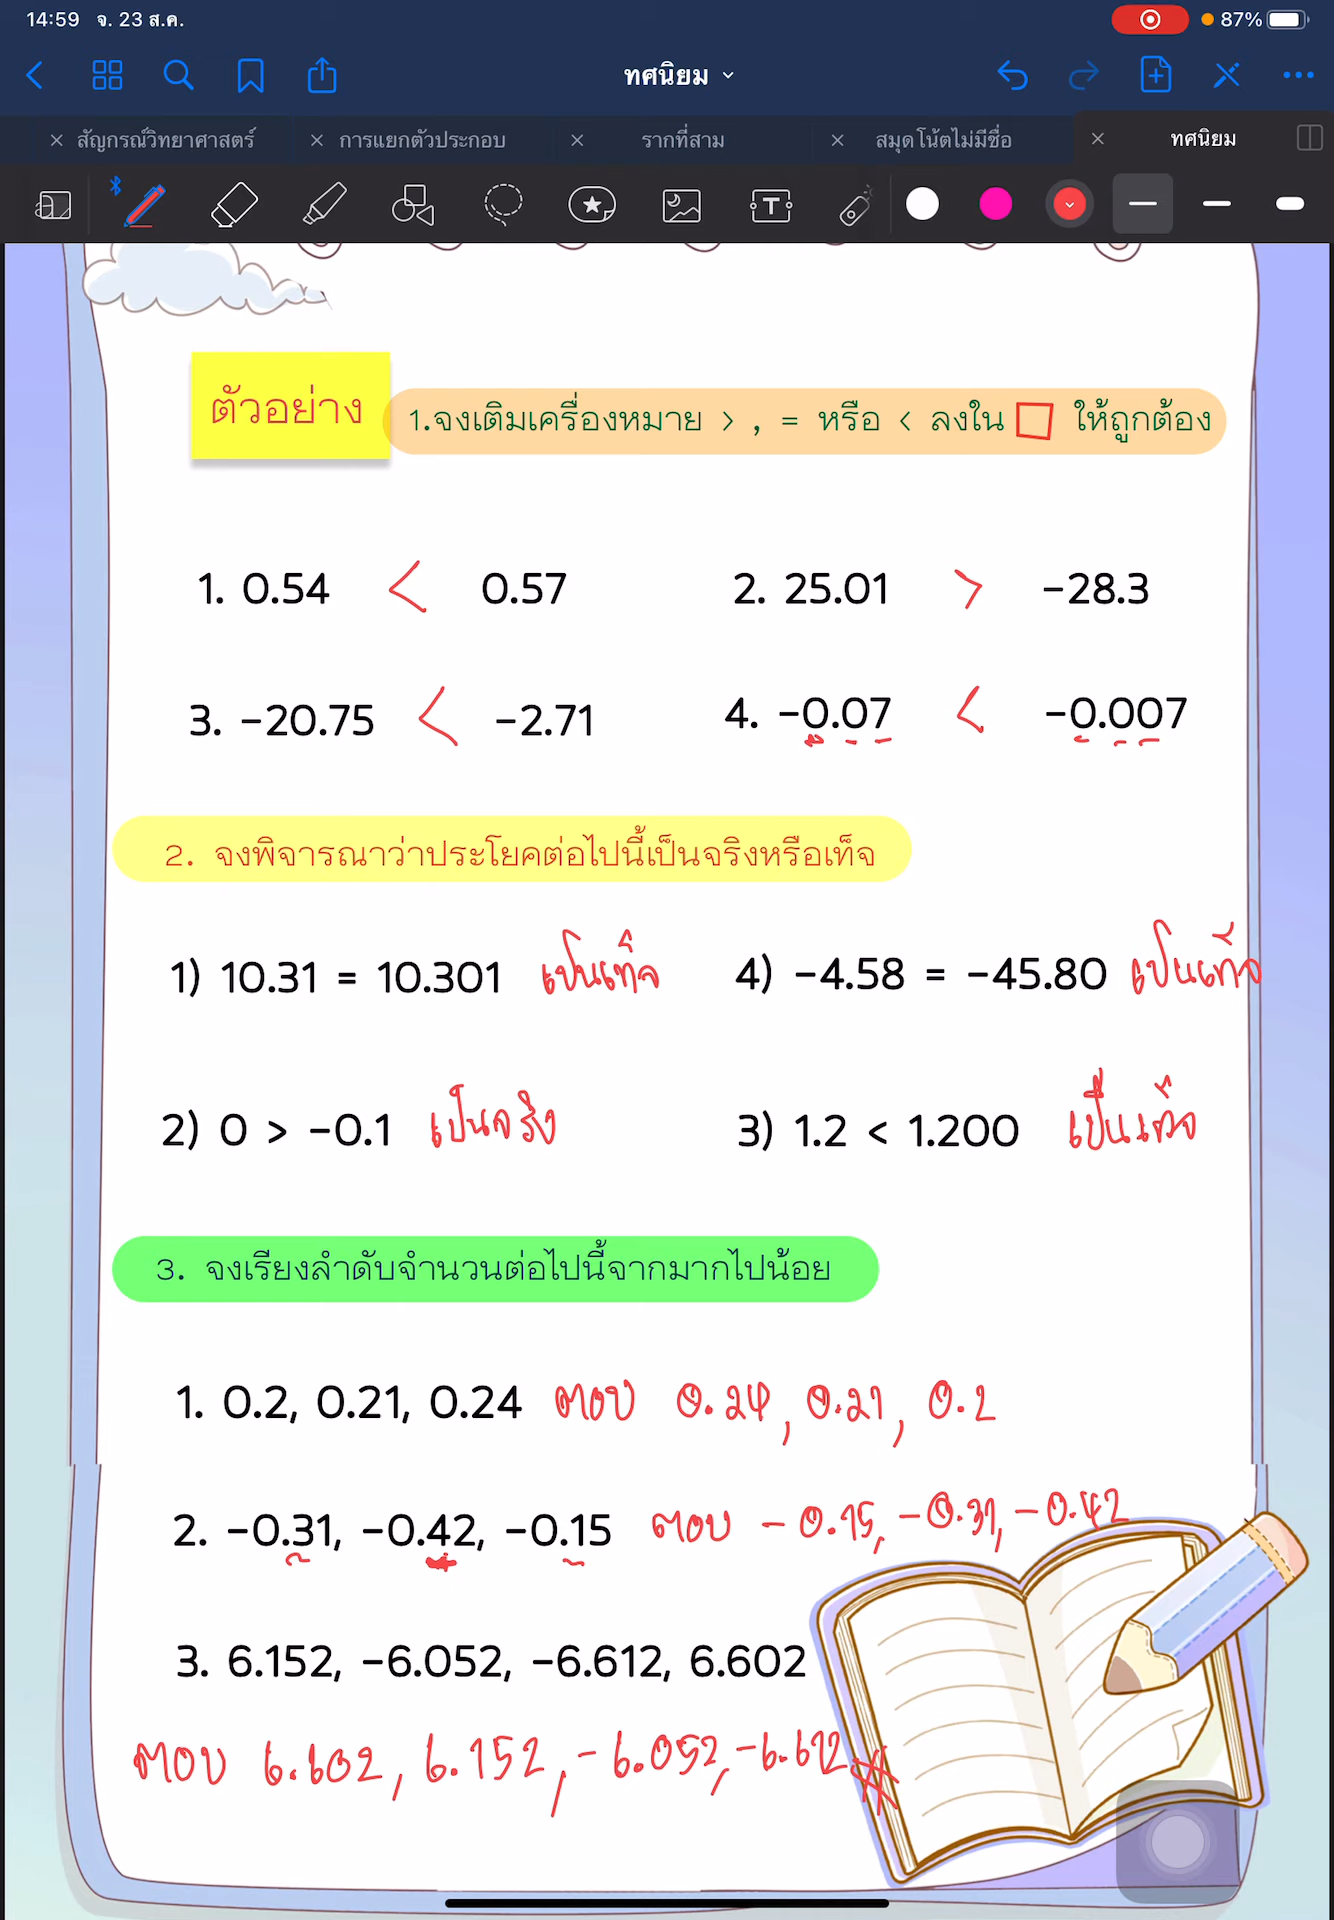 14:59 จ. 23 ส.ค. 87%
ทศนิยม
สัญกรณ์วิทยาศาสตร์ การแยกตัวประกอบ รากที่สาม สมุดโน้ตไม่มีชื่อ ทศนิยม
ตัวอย่าง
1.จงเติมเครื่องหมาย > , = หรือ < ลงใน □ ให้ถูกต้อง
1. 0.54 < 0.57 2. 25.01 > -28.3
3. -20.75 < -2.71 4. -0.07 < -0.007
2. จงพิจารณาว่าประโยคต่อไปนี้เป็นจริงหรือเท็จ
1) 10.31 = 10.301 เป็นเท็จ 4) -4.58 = -45.80 เป็นเท็จ
2) 0 > -0.1 เป็นจริง 3) 1.2 < 1.200 เป็นเท็จ
3. จงเรียงลำดับจำนวนต่อไปนี้จากมากไปน้อย
1. 0.2, 0.21, 0.24 ตอบ 0.24, 0.21, 0.2
2. -0.31, -0.42, -0.15 ตอบ -0.15, -0.31, -0.42
3. 6.152, -6.052, -6.612, 6.602
ตอบ 6.602, 6.152, -6.052, -6.612